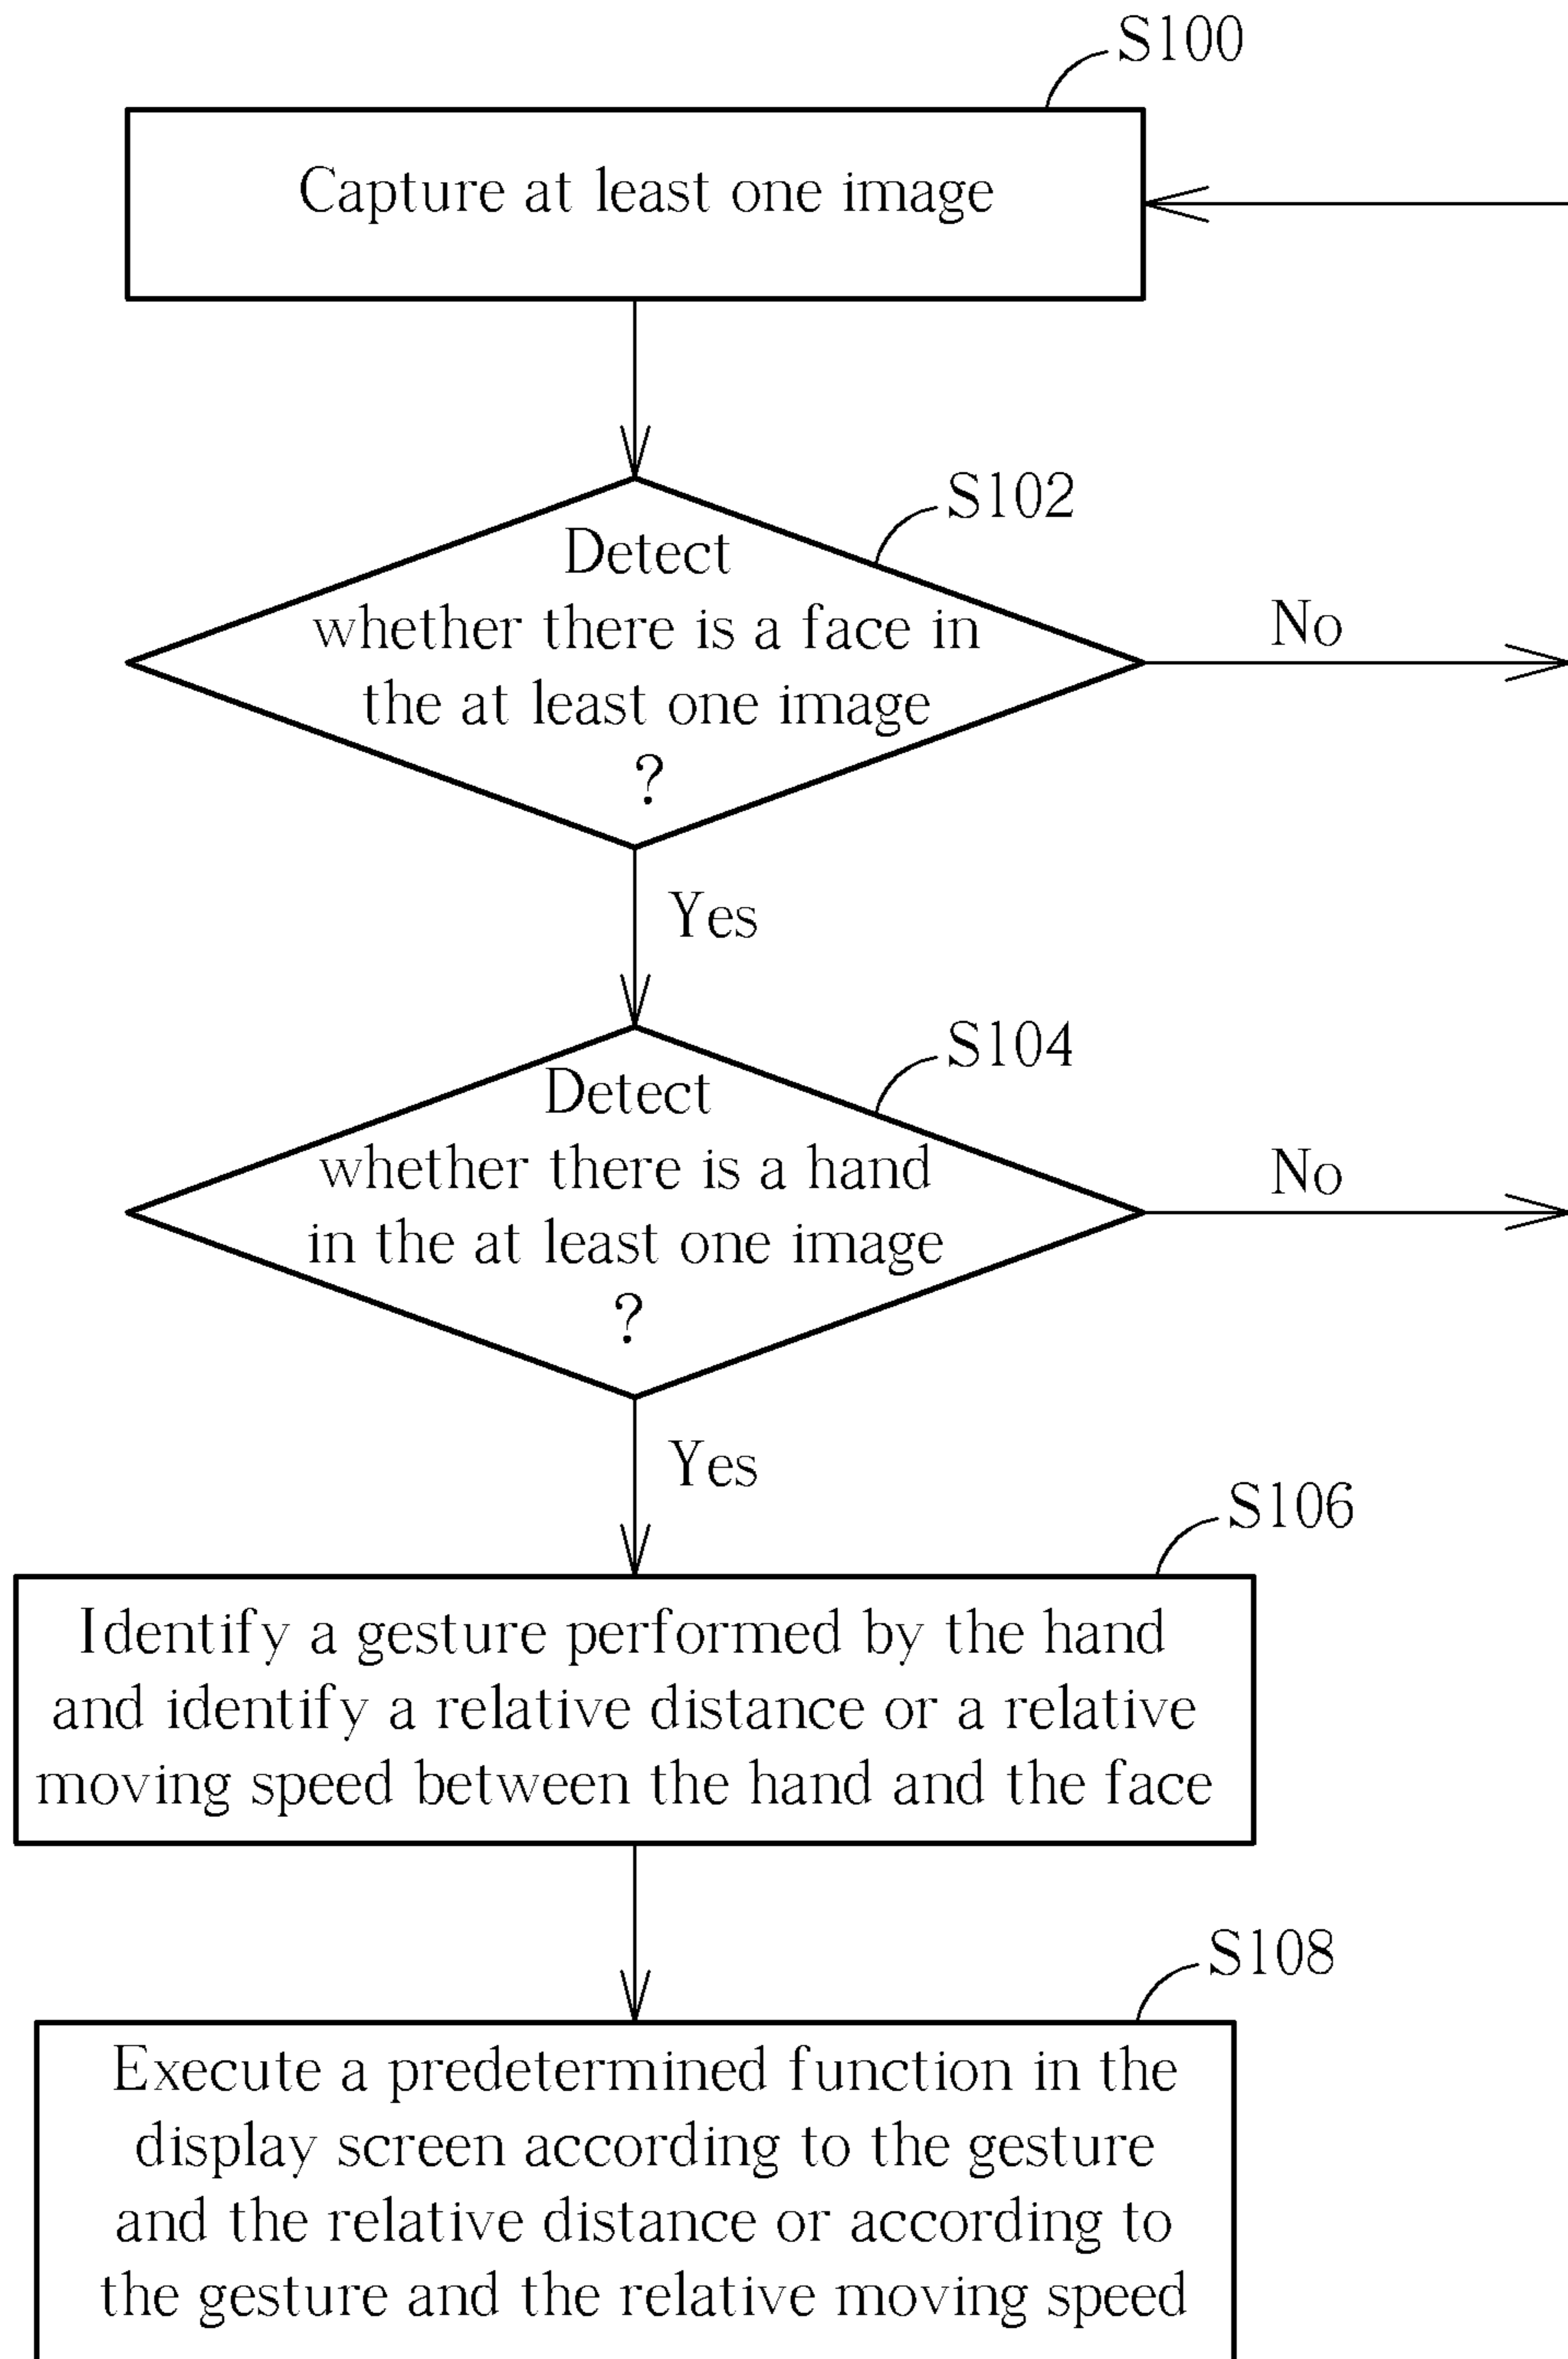 S100
Capture at least one image
S102
Detect
whether there is a face in
the at least one image
?
No
Yes
S104
Detect
whether there is a hand
in the at least one image
?
No
Yes
S106
Identify a gesture performed by the hand
and identify a relative distance or a relative
moving speed between the hand and the face
S108
Execute a predetermined function in the
display screen according to the gesture
and the relative distance or according to
the gesture and the relative moving speed